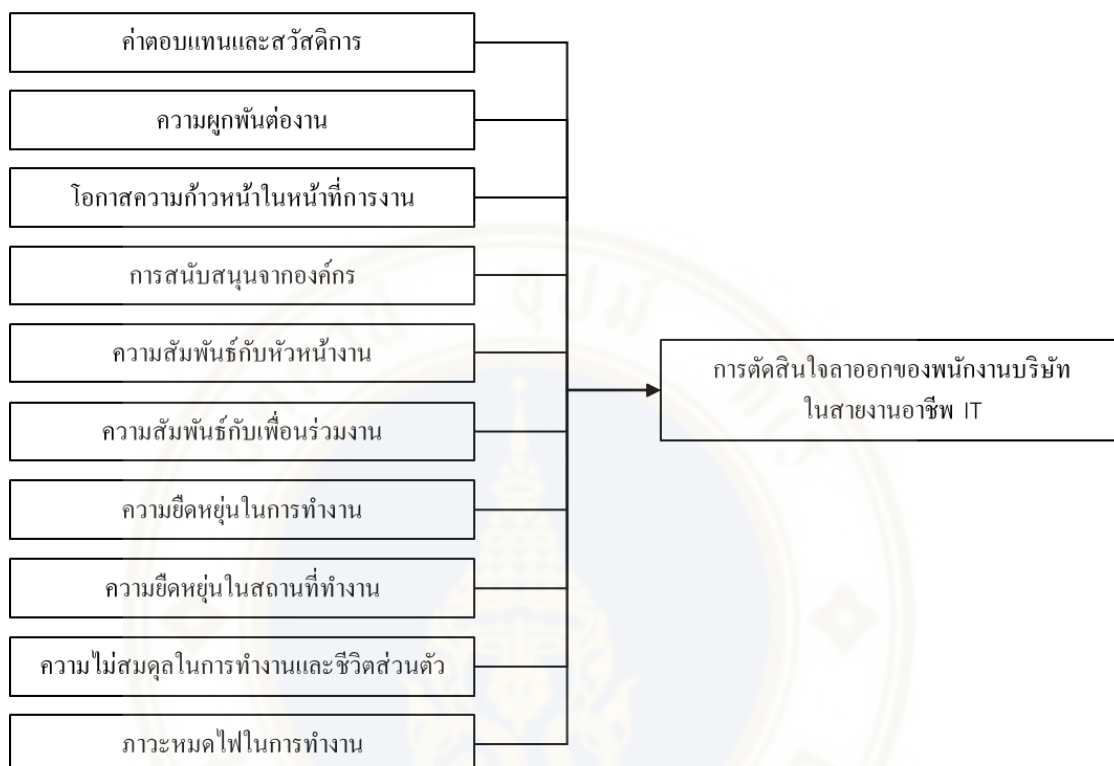 ค่าตอบแทนและสวัสดิการ
ความผูกพันต่องาน
โอกาสความก้าวหน้าในหน้าที่การงาน
การสนับสนุนจากองค์กร
ความสัมพันธ์กับหัวหน้างาน
ความสัมพันธ์กับเพื่อนร่วมงาน
ความยืดหยุ่นในการทำงาน
ความยืดหยุ่นในสถานที่ทำงาน
ความไม่สมดุลในการทำงานและชีวิตส่วนตัว
ภาวะหมดไฟในการทำงาน
การตัดสินใจลาออกของพนักงานบริษัท
ในสายงานอาชีพ IT